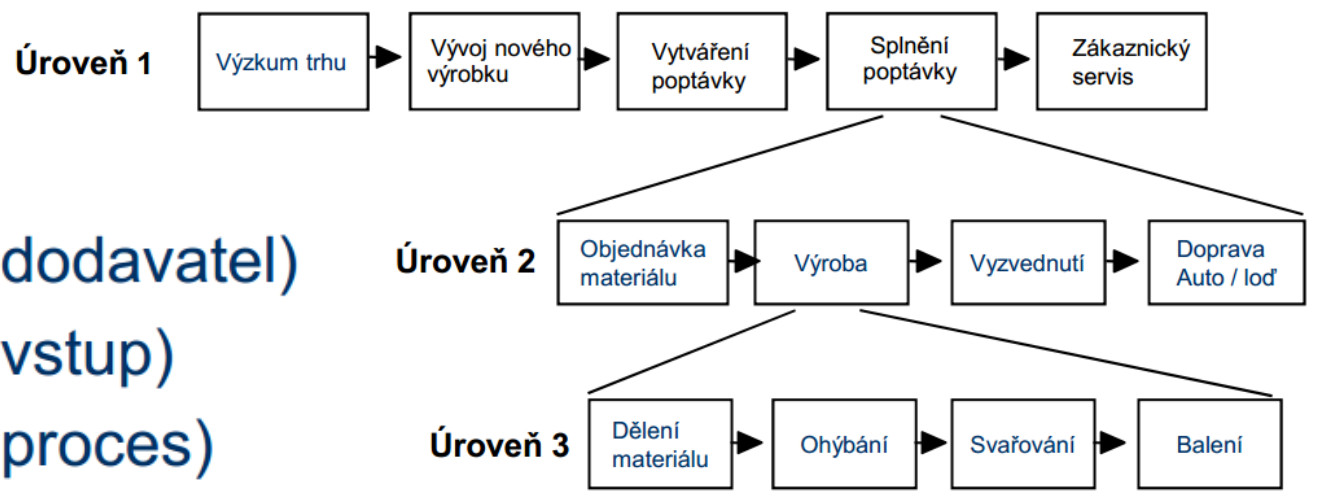 Úroveň 1
Výzkum trhu
Vývoj nového
výrobku
Vytváření
poptávky
Splnění
poptávky
Zákaznický
servis
dodavatel)
vstup)
proces)
Úroveň 2
Objednávka
materiálu
Výroba
Vyzvednutí
Doprava
Auto / loď
Úroveň 3
Dělení
materiálu
Ohýbání
Svařování
Balení